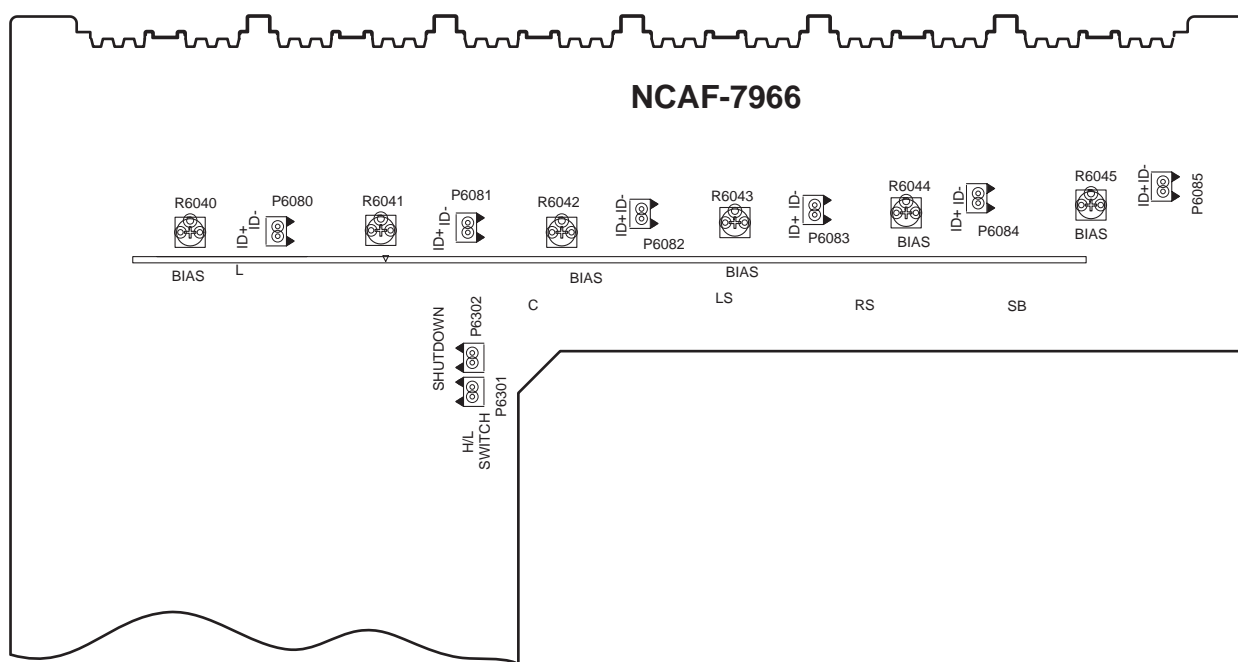 NCAF-7966
R6040
P6080
R6041
P6081
R6042
R6043
R6044
R6045
ID+ ID-
ID+ ID-
ID+ID-
P6082
ID+ ID-
P6083
ID+ ID-
P6084
ID+ID-
P6085
BIAS
BIAS
BIAS
L
BIAS
BIAS
C
LS
RS
SB
SHUTDOWN
P6302
P6301
H/L
SWITCH